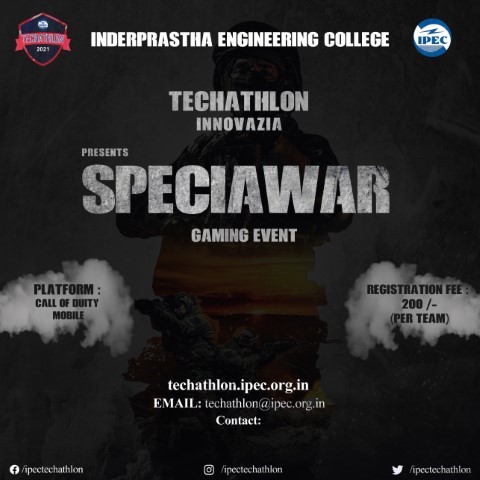 TECHATHLON
2021
INDERPRASTHA ENGINEERING COLLEGE
IPEC
TECHATHLON
INNOVAZIA
PRESENTS
SPECIAWAR
GAMING EVENT
PLATFORM :
CALL OF DUITY
MOBILE
REGISTRATION FEE :
200 /-
(PER TEAM)
techathlon.ipec.org.in
EMAIL: techathlon@ipec.org.in
Contact:
/ipectechathlon
/ipectechathlon
/ipectechathlon